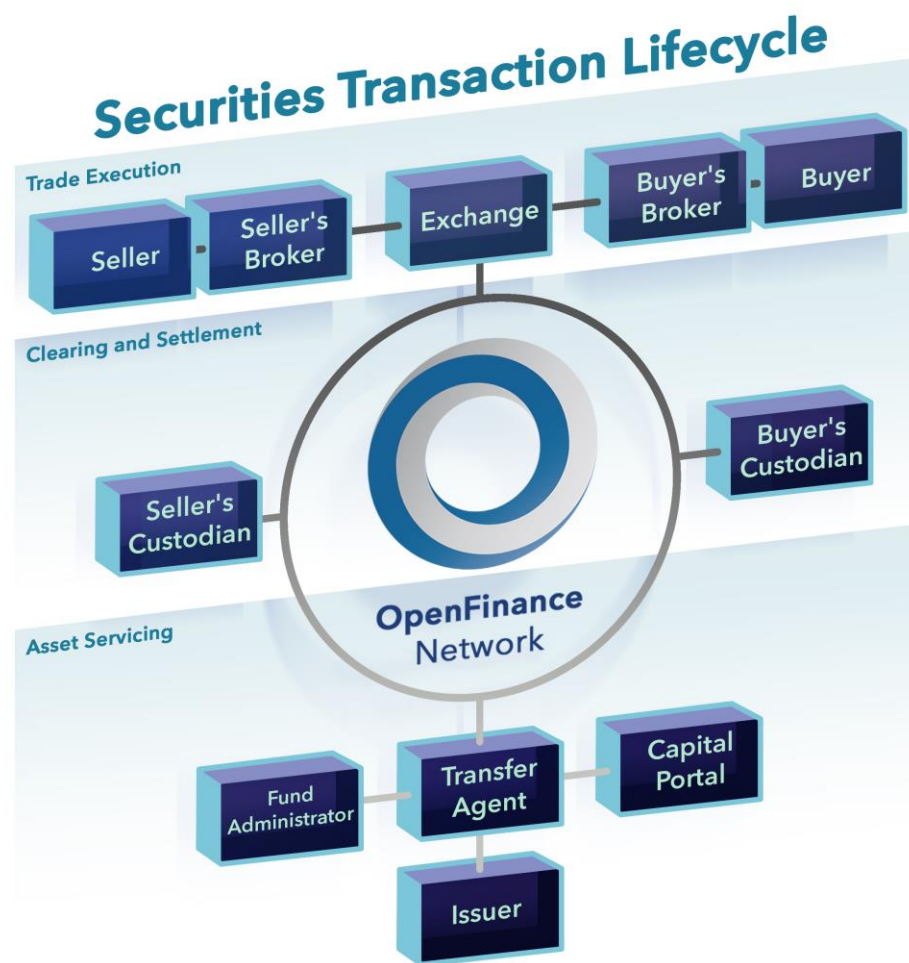 Securities Transaction Lifecycle
Trade Execution
Seller
Seller's
Broker
Exchange
Buyer's
Broker
Buyer
Clearing and Settlement
Seller's
Custodian
Buyer's
Custodian
OpenFinance
Network
Asset Servicing
Fund
Administrator
Transfer
Agent
Capital
Portal
Issuer